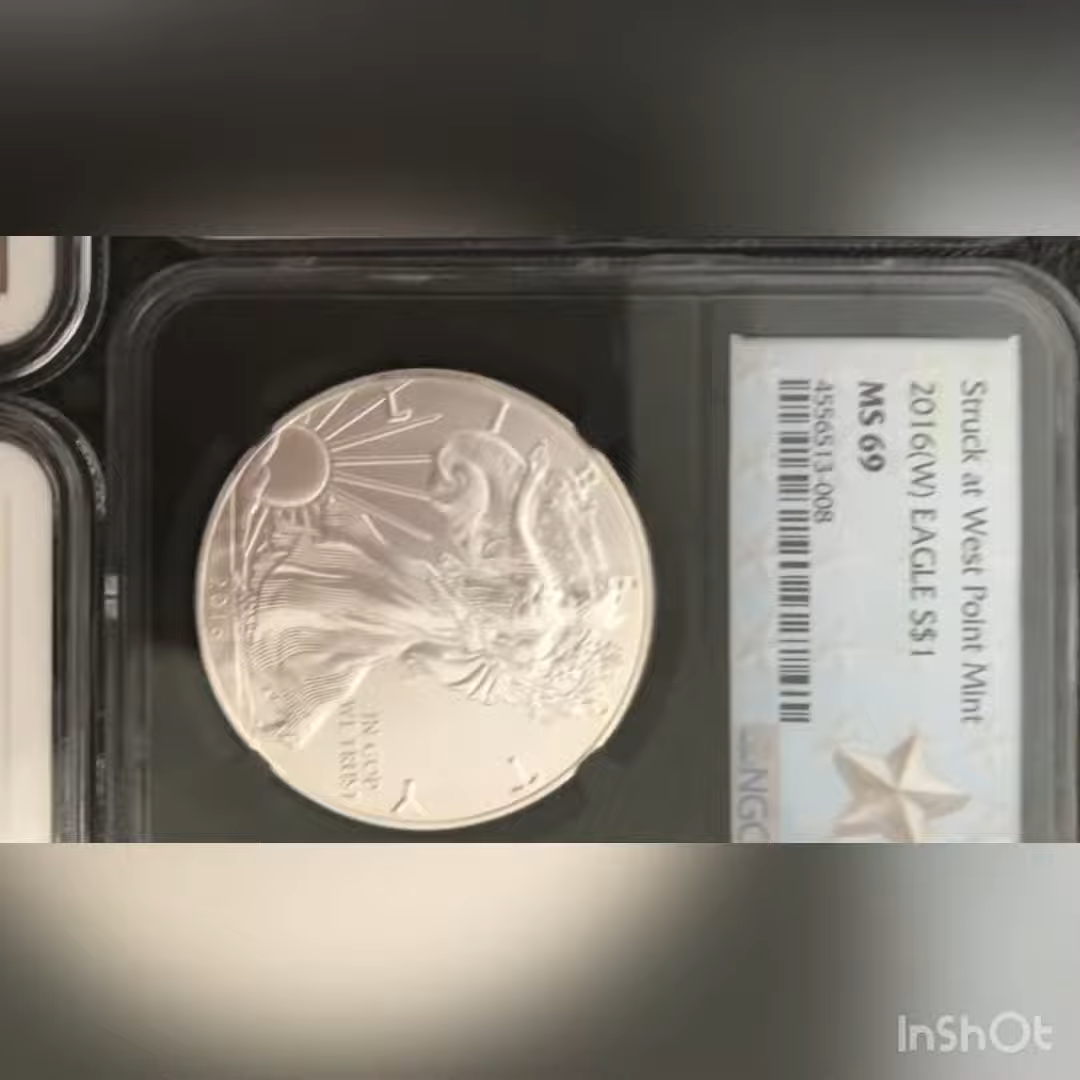 Struck at West Point Mint
2016(W) EAGLE S$1
MS 69
4556513-008
NGC
LIBERTY
IN GOD
WE TRUST
2016
InShOt